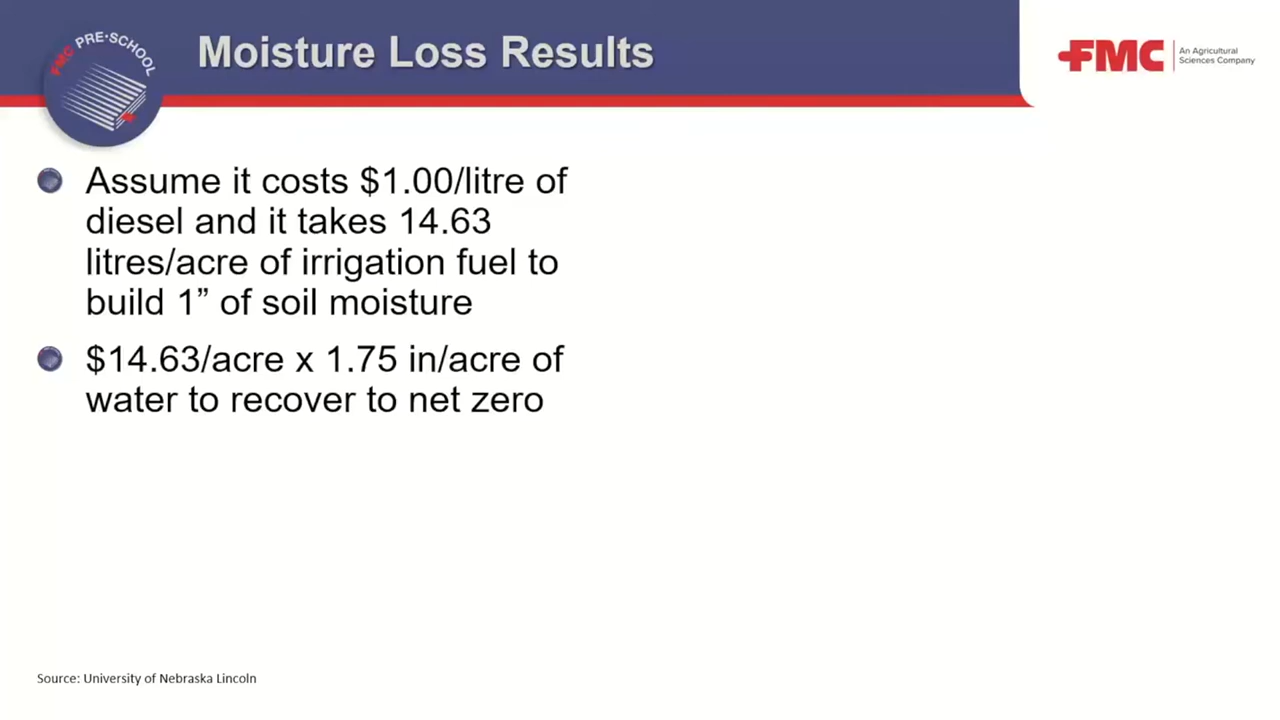 FMC PRE•SCHOOL
Moisture Loss Results
FMC
An Agricultural
Sciences Company
Assume it costs $1.00/litre of
diesel and it takes 14.63
litres/acre of irrigation fuel to
build 1” of soil moisture
$14.63/acre x 1.75 in/acre of
water to recover to net zero
Source: University of Nebraska Lincoln